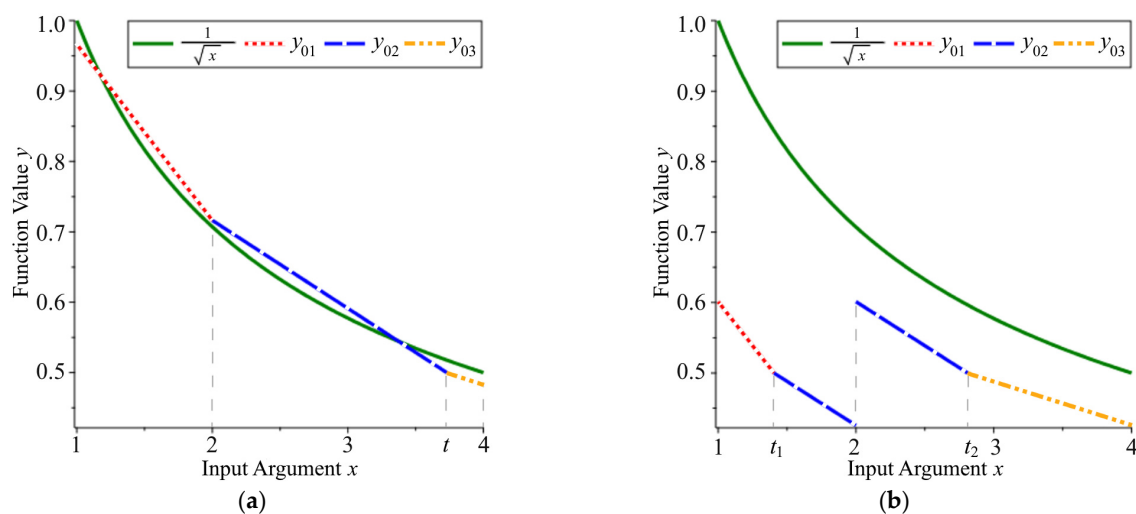 1/√x y01 y02 y03
1.0
0.9
0.8
0.7
0.6
0.5
Function Value y
1 2 3 t 4
Input Argument x
(a)
1/√x y01 y02 y03
1.0
0.9
0.8
0.7
0.6
0.5
Function Value y
1 t1 2 t2 3 4
Input Argument x
(b)